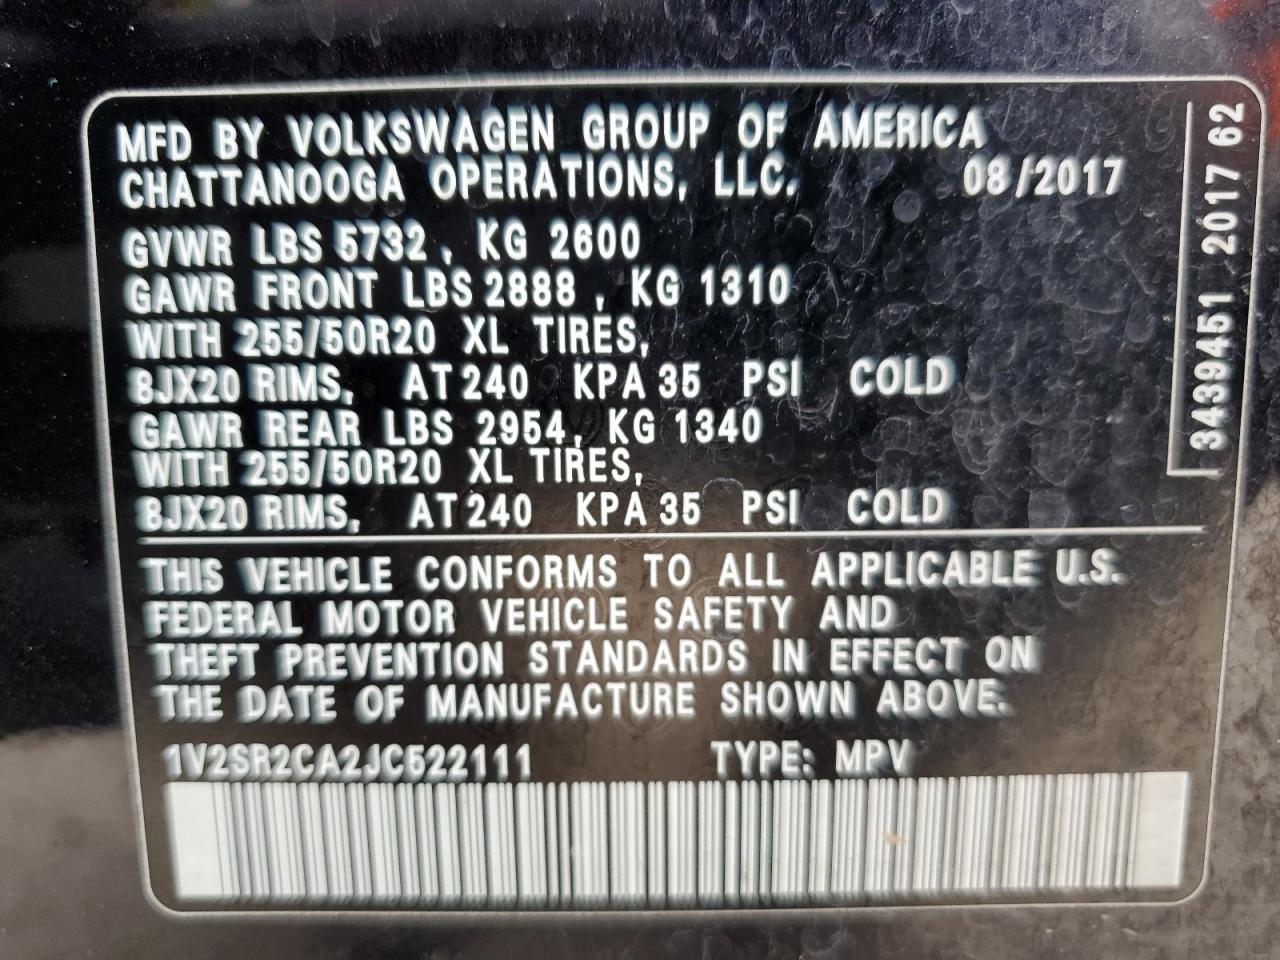 MFD BY VOLKSWAGEN GROUP OF AMERICA
CHATTANOOGA OPERATIONS, LLC. 08/2017
GVWR LBS 5732, KG 2600
GAWR FRONT LBS 2888, KG 1310
WITH 255/50R20 XL TIRES,
8JX20 RIMS, AT 240 KPA 35 PSI COLD
GAWR REAR LBS 2954, KG 1340
WITH 255/50R20 XL TIRES,
8JX20 RIMS, AT 240 KPA 35 PSI COLD
THIS VEHICLE CONFORMS TO ALL APPLICABLE U.S.
FEDERAL MOTOR VEHICLE SAFETY AND
THEFT PREVENTION STANDARDS IN EFFECT ON
THE DATE OF MANUFACTURE SHOWN ABOVE.
1V2SR2CA2JC522111 TYPE: MPV
3439451 2017 62